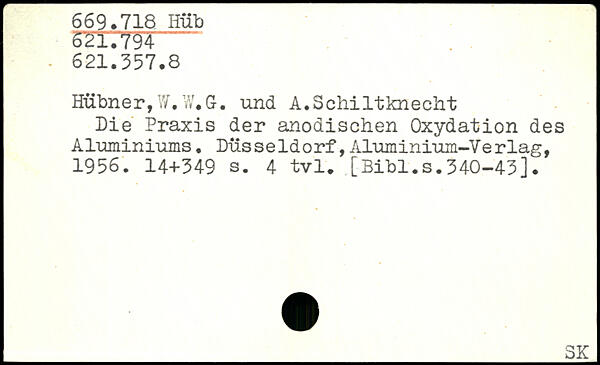 669.718 Hüb
621.794
621.357.8
Hübner,W.W.G. und A.Schiltknecht
Die Praxis der anodischen Oxydation des
Aluminiums. Düsseldorf,Aluminium-Verlag,
1956. 14+349 s. 4 tvl. [Bibl.s.340-43].
SK